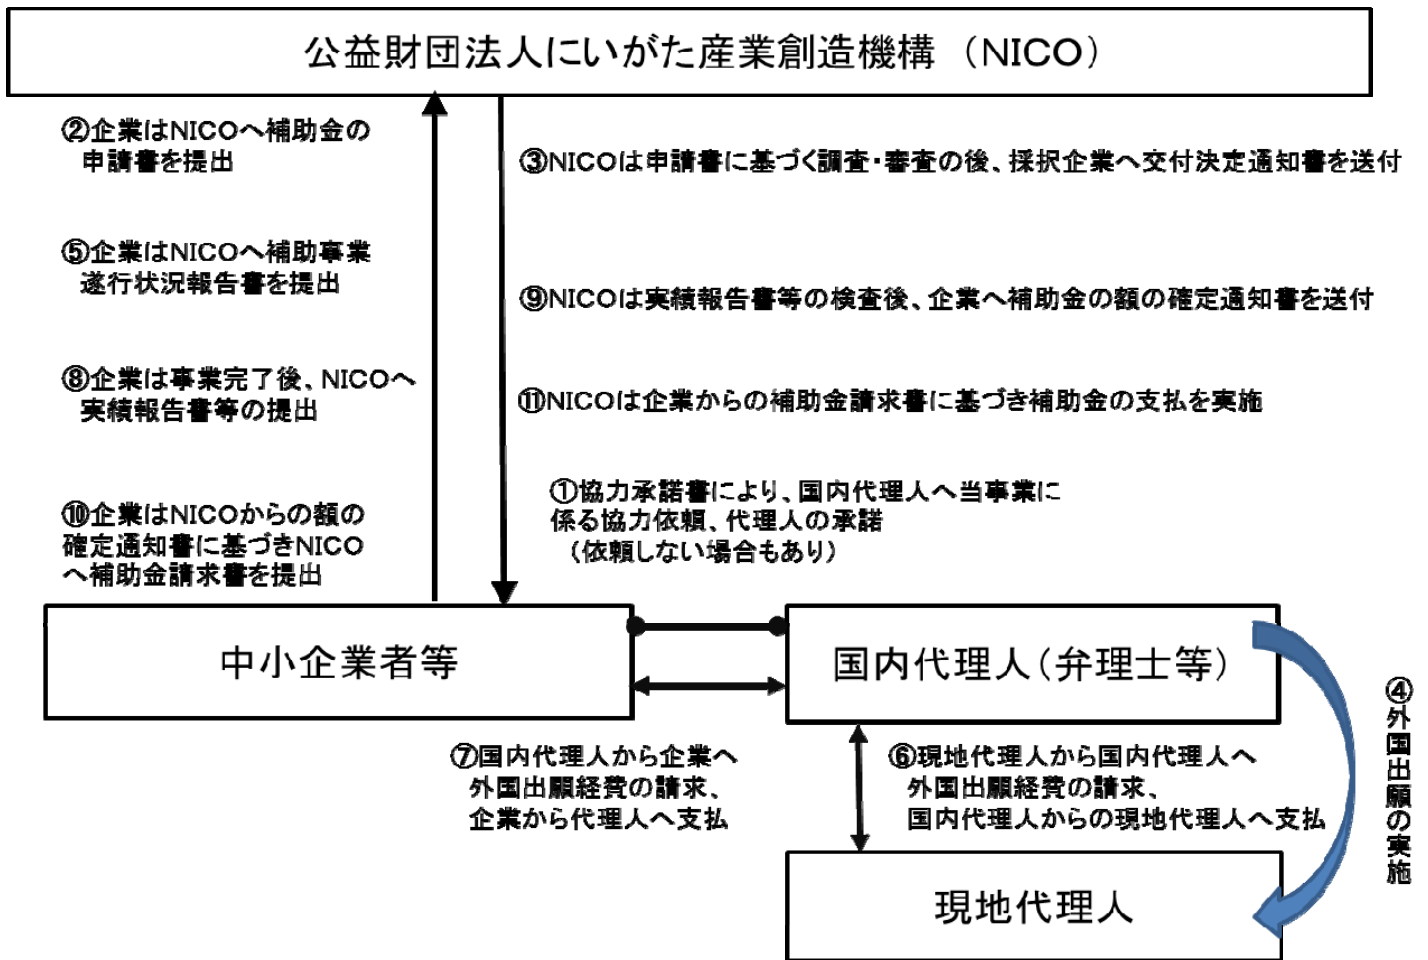 公益財団法人にいがた産業創造機構 （NICO）
②企業はNICOへ補助金の
申請書を提出
③NICOは申請書に基づく調査・審査の後、採択企業へ交付決定通知書を送付
⑤企業はNICOへ補助事業
遂行状況報告書を提出
⑨NICOは実績報告書等の検査後、企業へ補助金の額の確定通知書を送付
⑧企業は事業完了後、NICOへ
実績報告書等の提出
⑪NICOは企業からの補助金請求書に基づき補助金の支払を実施
⑩企業はNICOからの額の
確定通知書に基づきNICO
へ補助金請求書を提出
①協力承諾書により、国内代理人へ当事業に
係る協力依頼、代理人の承諾
（依頼しない場合もあり）
中小企業者等
国内代理人（弁理士等）
④外国出願の実施
⑦国内代理人から企業へ
外国出願経費の請求、
企業から代理人へ支払
⑥現地代理人から国内代理人へ
外国出願経費の請求、
国内代理人からの現地代理人へ支払
現地代理人